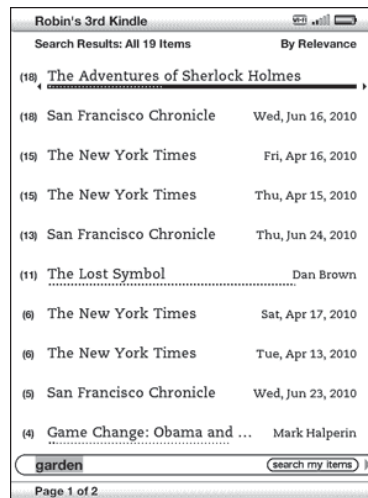 Robin's 3rd Kindle
Search Results: All 19 Items By Relevance
(18) The Adventures of Sherlock Holmes
(18) San Francisco Chronicle Wed, Jun 16, 2010
(15) The New York Times Fri, Apr 16, 2010
(15) The New York Times Thu, Apr 15, 2010
(13) San Francisco Chronicle Thu, Jun 24, 2010
(11) The Lost Symbol Dan Brown
(6) The New York Times Sat, Apr 17, 2010
(6) The New York Times Tue, Apr 13, 2010
(5) San Francisco Chronicle Wed, Jun 23, 2010
(4) Game Change: Obama and ... Mark Halperin
garden search my items
Page 1 of 2